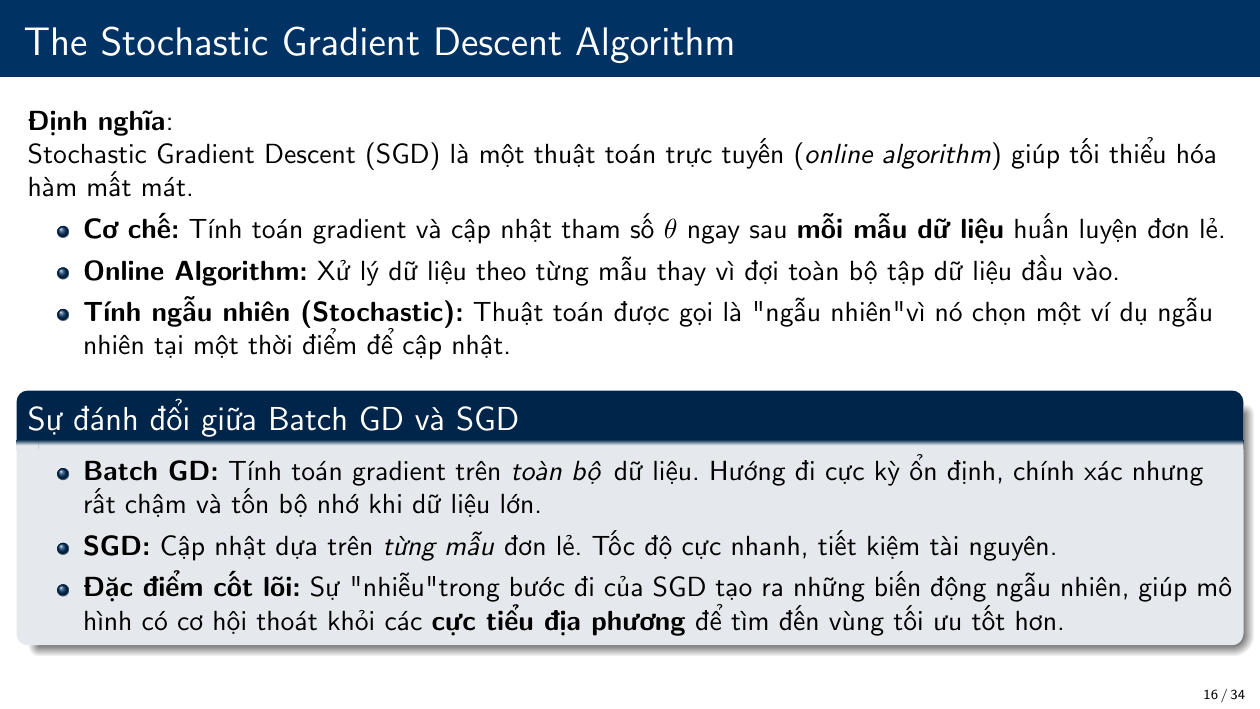 The Stochastic Gradient Descent Algorithm
Định nghĩa:
Stochastic Gradient Descent (SGD) là một thuật toán trực tuyến (online algorithm) giúp tối thiểu hóa
hàm mất mát.
Cơ chế: Tính toán gradient và cập nhật tham số θ ngay sau mỗi mẫu dữ liệu huấn luyện đơn lẻ.
Online Algorithm: Xử lý dữ liệu theo từng mẫu thay vì đợi toàn bộ tập dữ liệu đầu vào.
Tính ngẫu nhiên (Stochastic): Thuật toán được gọi là "ngẫu nhiên"vì nó chọn một ví dụ ngẫu
nhiên tại một thời điểm để cập nhật.
Sự đánh đổi giữa Batch GD và SGD
Batch GD: Tính toán gradient trên toàn bộ dữ liệu. Hướng đi cực kỳ ổn định, chính xác nhưng
rất chậm và tốn bộ nhớ khi dữ liệu lớn.
SGD: Cập nhật dựa trên từng mẫu đơn lẻ. Tốc độ cực nhanh, tiết kiệm tài nguyên.
Đặc điểm cốt lõi: Sự "nhiễu"trong bước đi của SGD tạo ra những biến động ngẫu nhiên, giúp mô
hình có cơ hội thoát khỏi các cực tiểu địa phương để tìm đến vùng tối ưu tốt hơn.
16 / 34